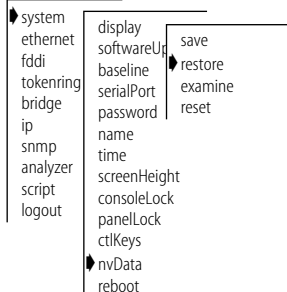 system
ethernet
fddi
tokenring
bridge
ip
snmp
analyzer
script
logout
display
softwareUp
baseline
serialPort
password
name
time
screenHeight
consoleLock
panelLock
ctlKeys
nvData
reboot
save
restore
examine
reset